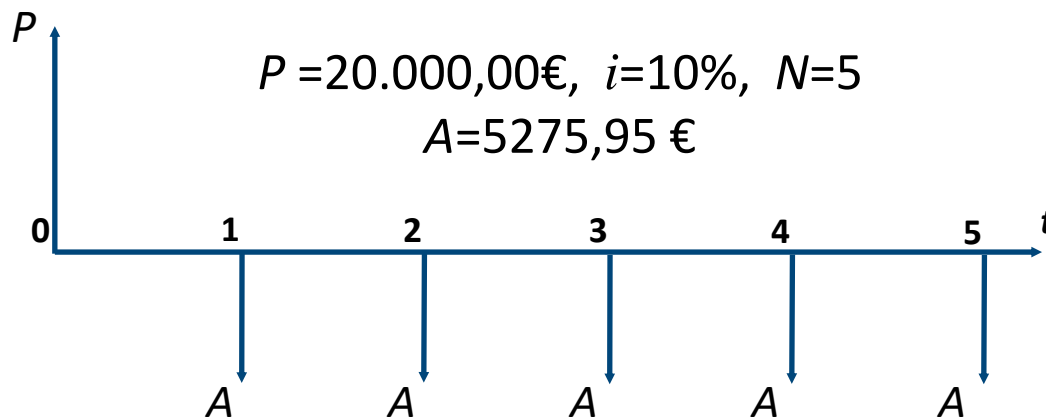 P
P =20.000,00€, i=10%, N=5
A=5275,95 €
0 1 2 3 4 5 t
A A A A A